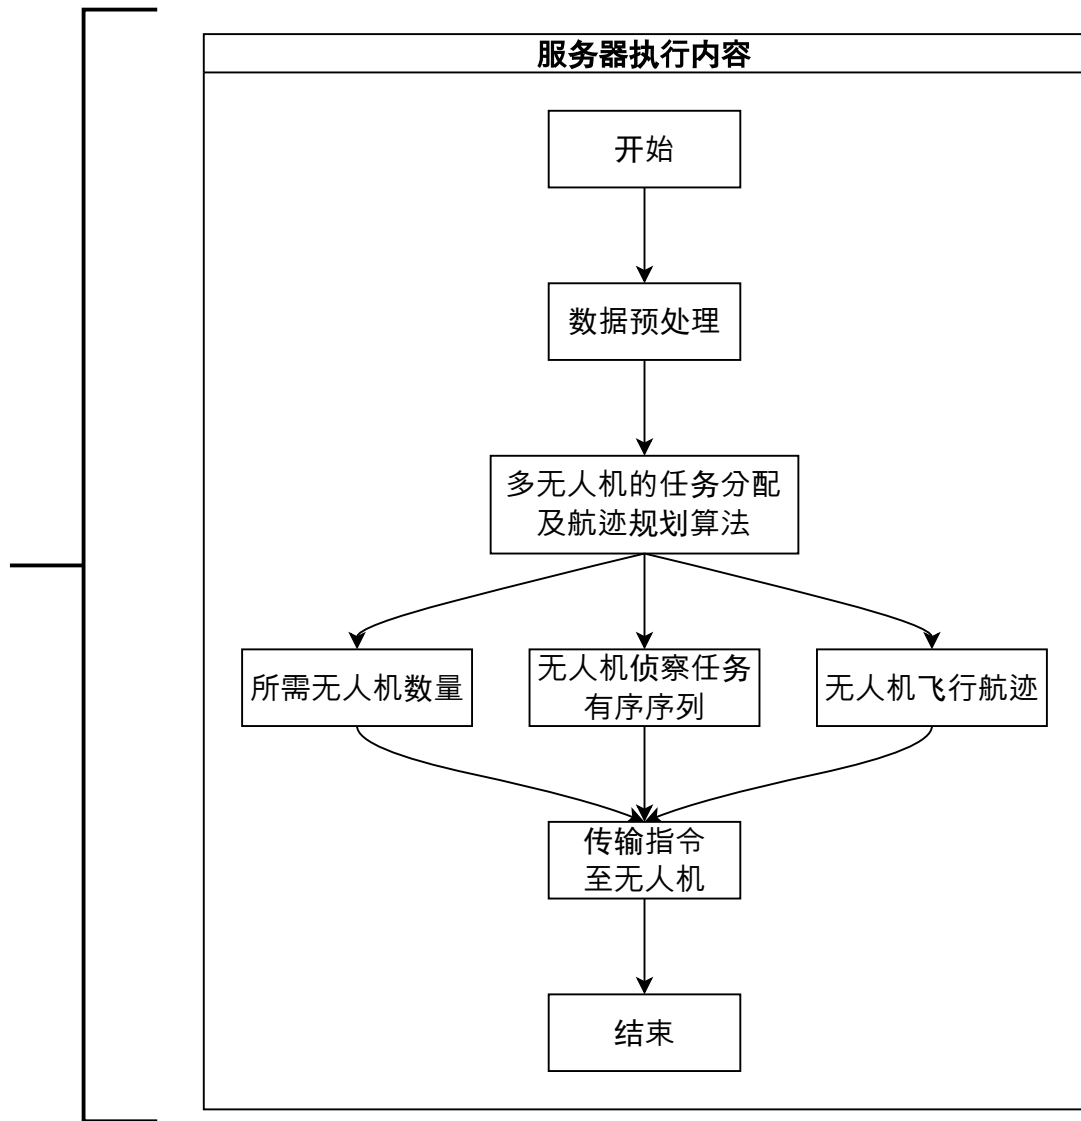 服务器执行内容
开始
数据预处理
多无人机的任务分配
及航迹规划算法
所需无人机数量
无人机侦察任务
有序序列
无人机飞行航迹
传输指令
至无人机
结束